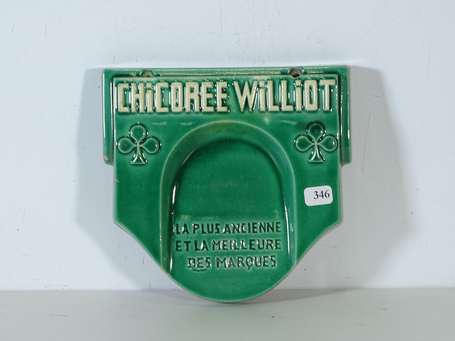 CHiCOREE WiLLiOT
346
LA PLUS ANCIENNE
ET LA MEILLEURE
DES MARQUES